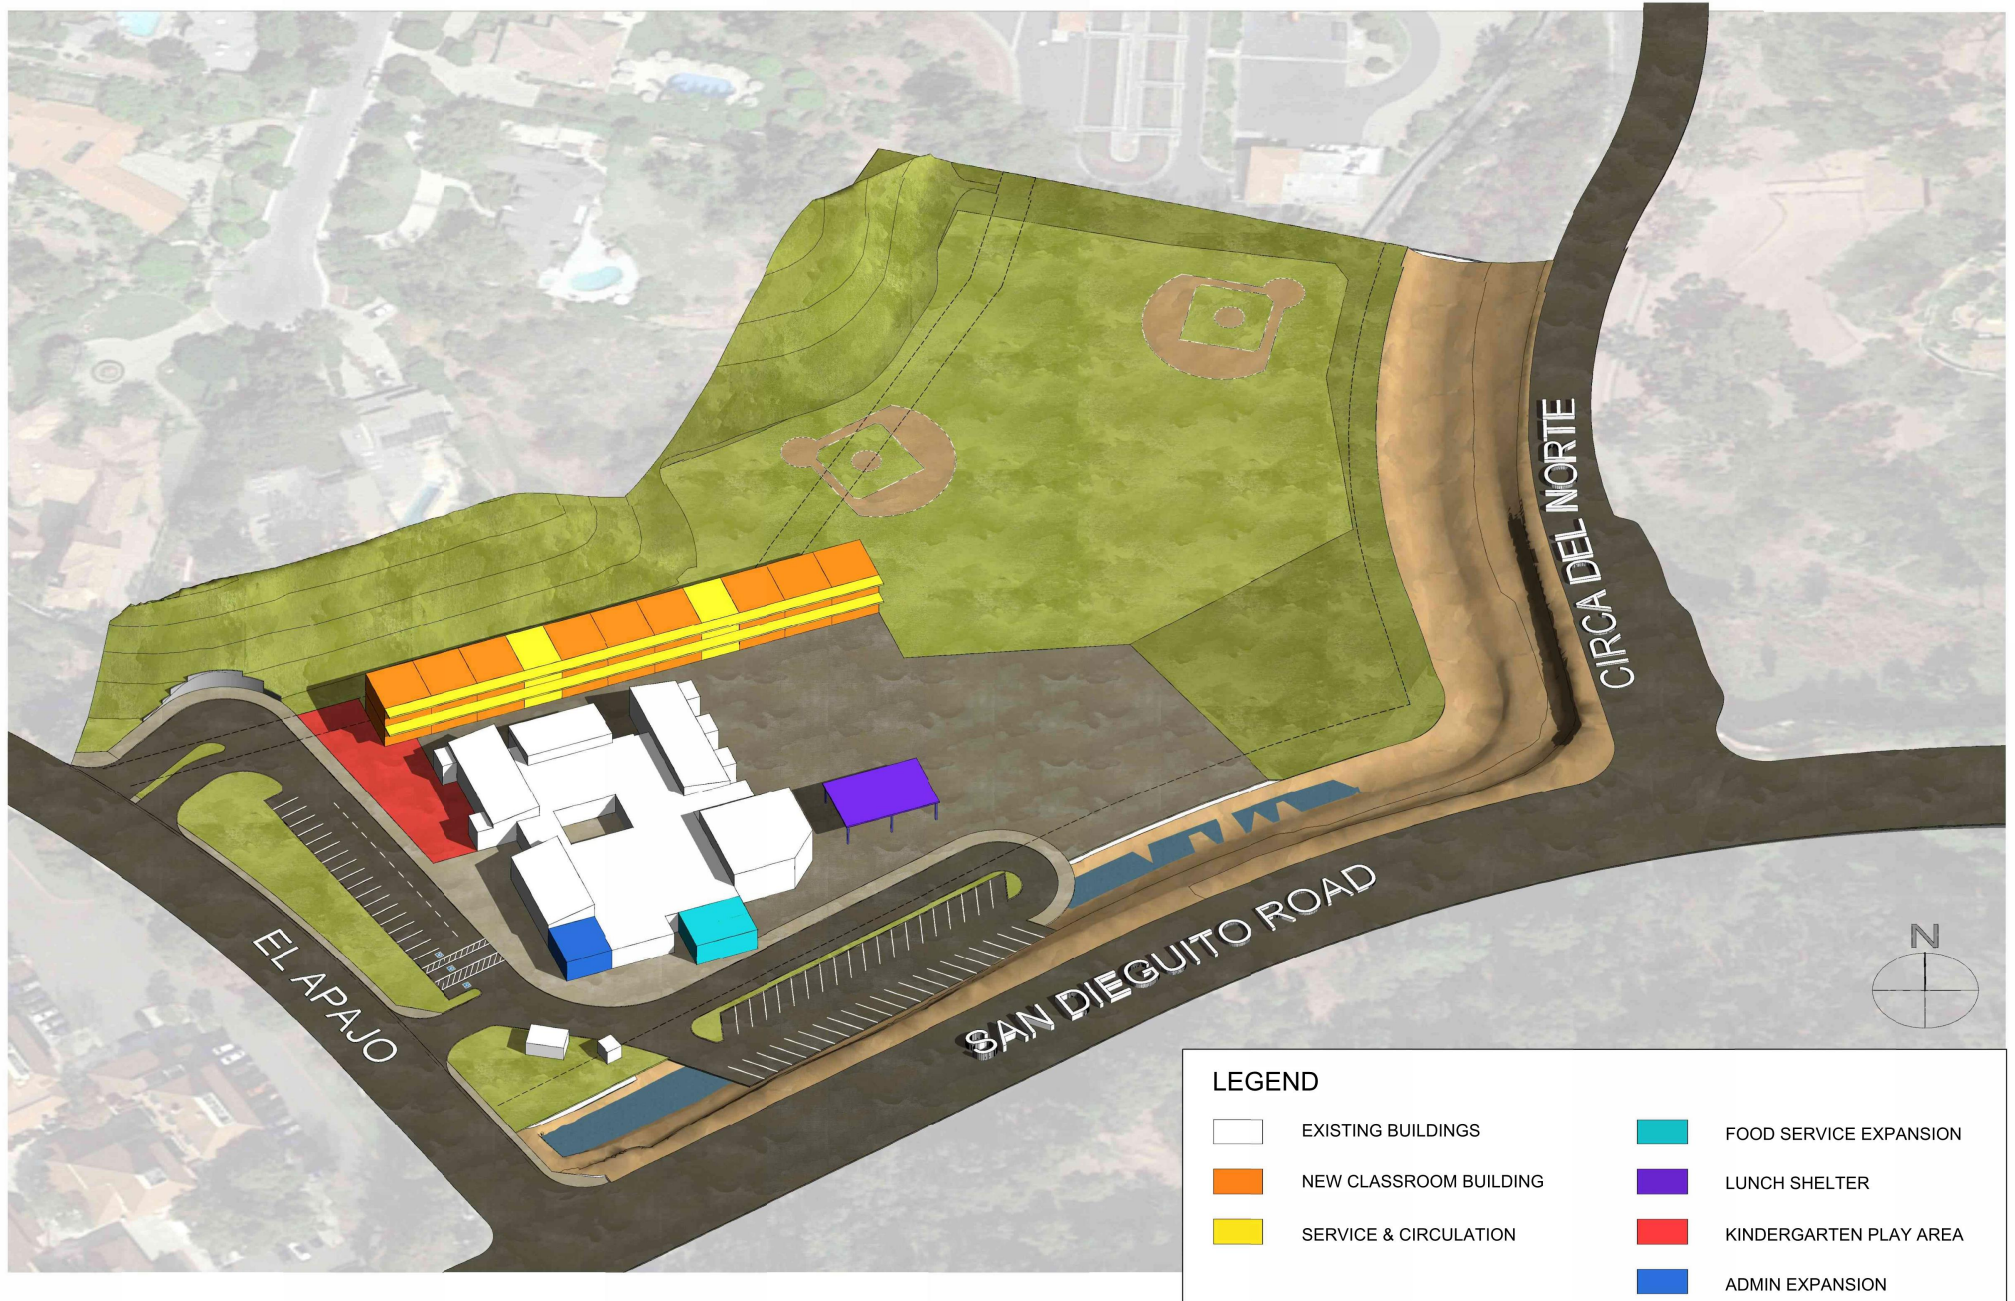 CIRCA DEL NORTE
EL APAJO
SAN DIEGUITO ROAD
N
LEGEND
EXISTING BUILDINGS
NEW CLASSROOM BUILDING
SERVICE & CIRCULATION
FOOD SERVICE EXPANSION
LUNCH SHELTER
KINDERGARTEN PLAY AREA
ADMIN EXPANSION